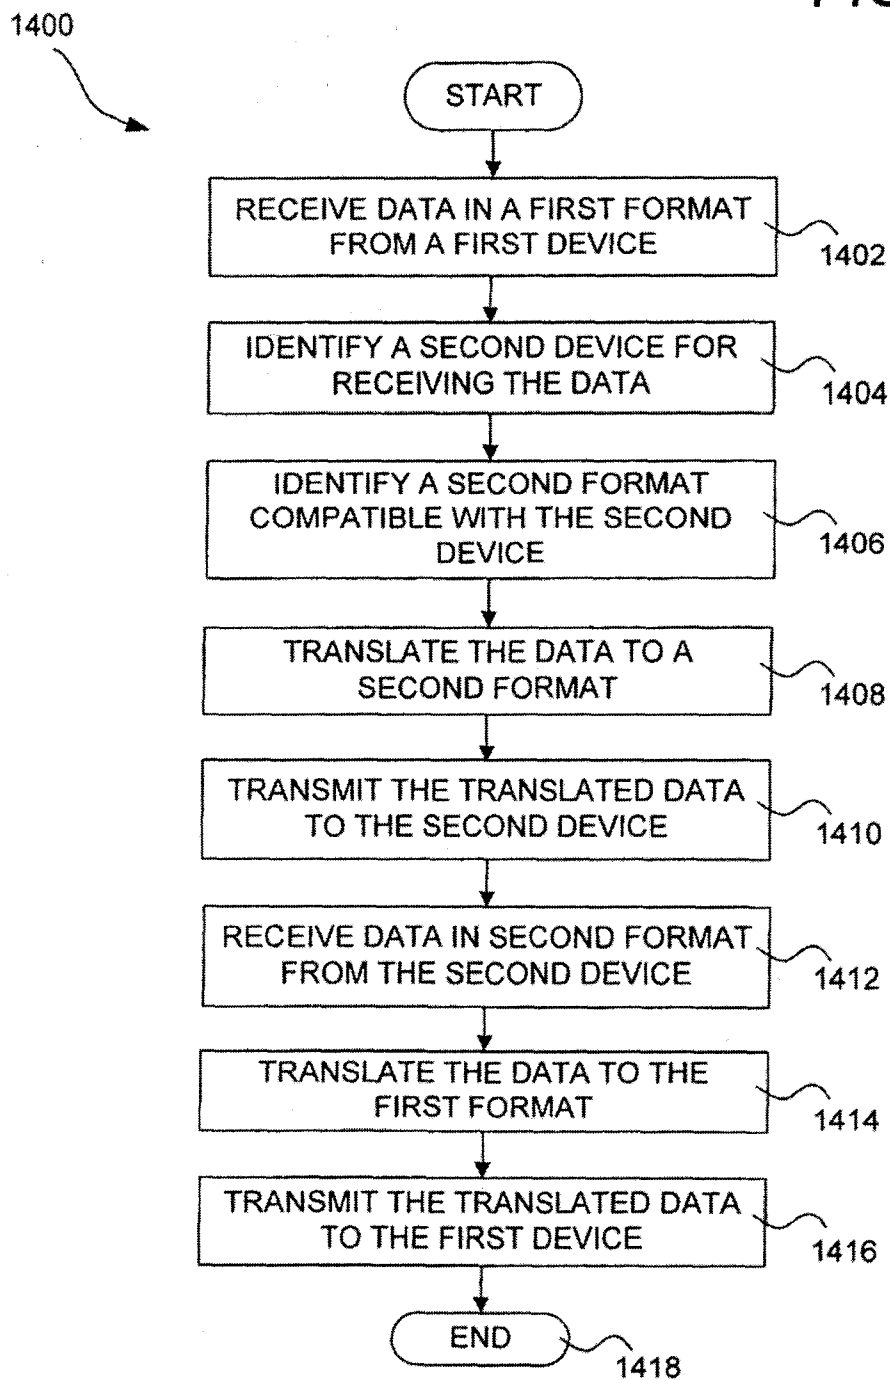 1400
START
RECEIVE DATA IN A FIRST FORMAT
FROM A FIRST DEVICE
1402
IDENTIFY A SECOND DEVICE FOR
RECEIVING THE DATA
1404
IDENTIFY A SECOND FORMAT
COMPATIBLE WITH THE SECOND
DEVICE
1406
TRANSLATE THE DATA TO A
SECOND FORMAT
1408
TRANSMIT THE TRANSLATED DATA
TO THE SECOND DEVICE
1410
RECEIVE DATA IN SECOND FORMAT
FROM THE SECOND DEVICE
1412
TRANSLATE THE DATA TO THE
FIRST FORMAT
1414
TRANSMIT THE TRANSLATED DATA
TO THE FIRST DEVICE
1416
END
1418